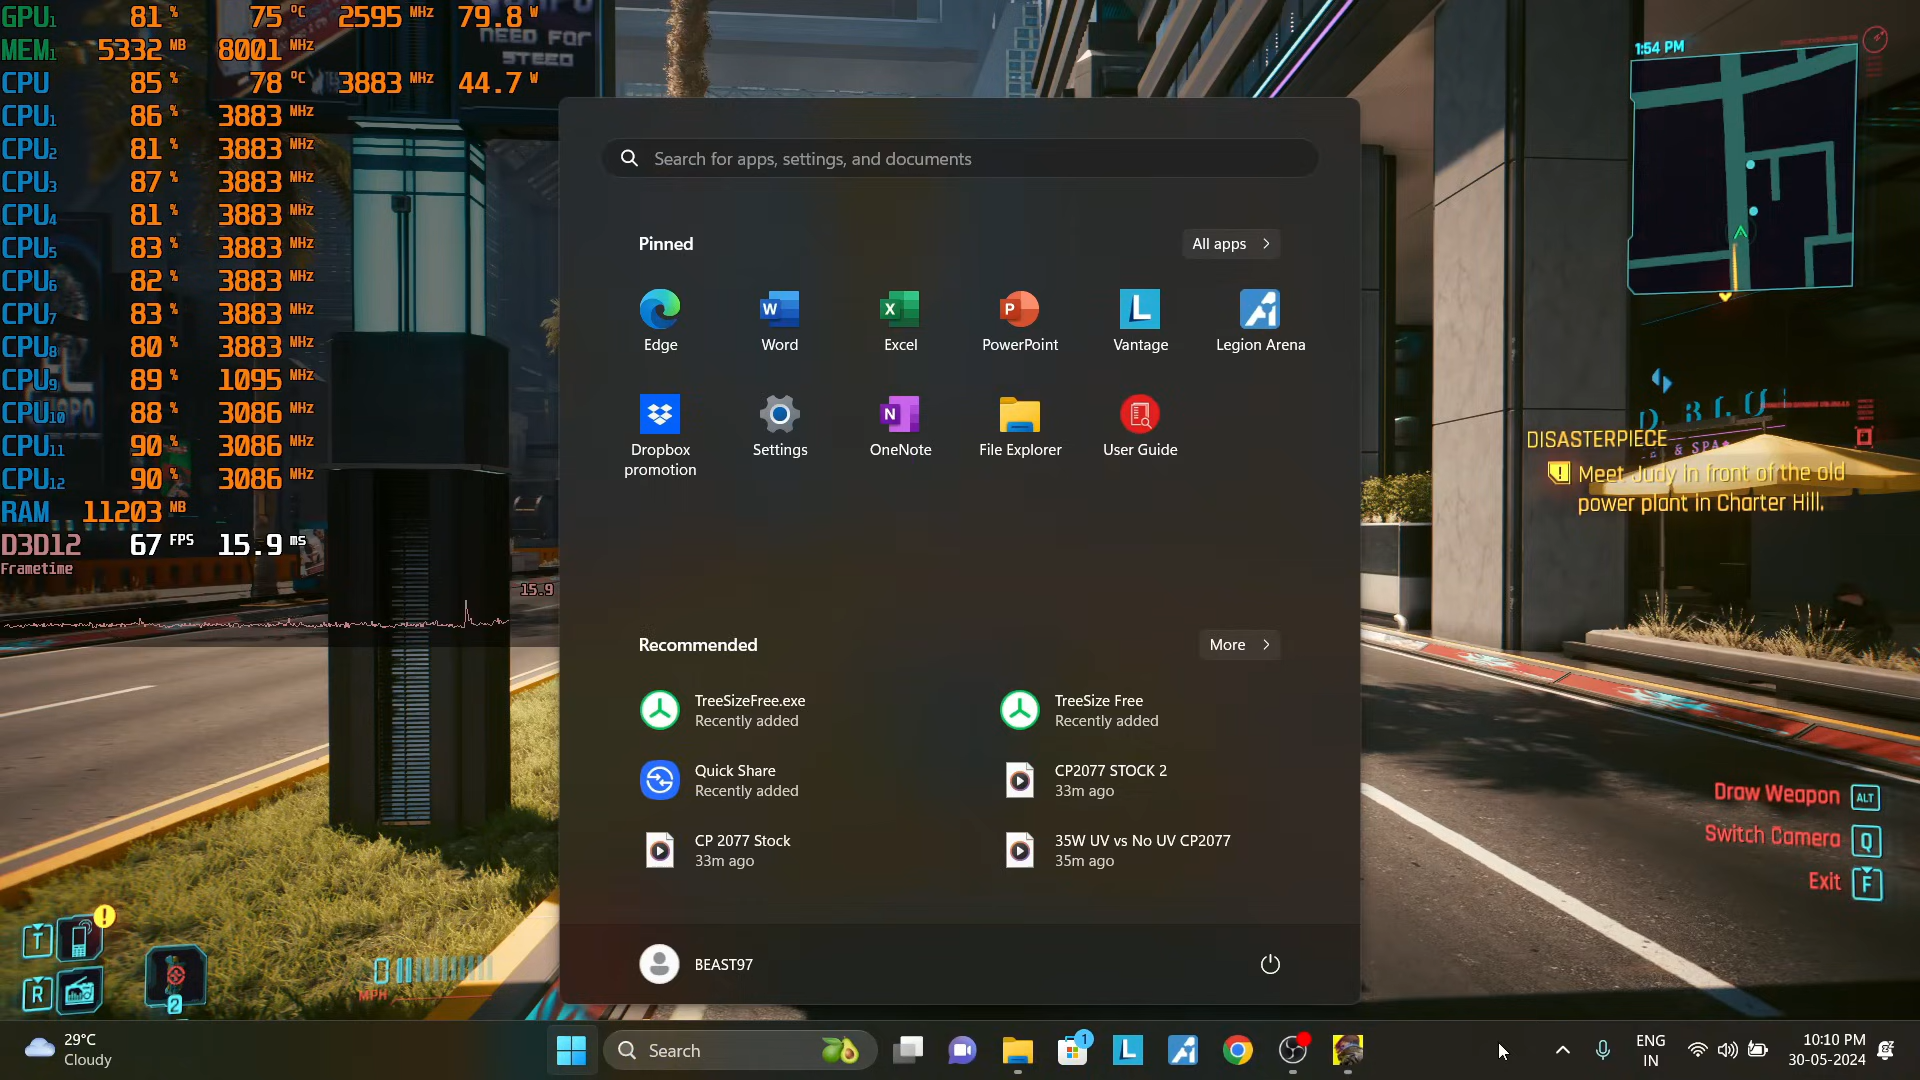 GPU1 81 % 75 °C 2595 MHz 79.8 W
MEM1 5332 MB 8001 MHz
CPU 85 % 78 °C 3883 MHz 44.7 W
CPU1 86 % 3883 MHz
CPU2 81 % 3883 MHz
CPU3 87 % 3883 MHz
CPU4 81 % 3883 MHz
CPU5 83 % 3883 MHz
CPU6 82 % 3883 MHz
CPU7 83 % 3883 MHz
CPU8 80 % 3883 MHz
CPU9 89 % 1095 MHz
CPU10 88 % 3086 MHz
CPU11 90 % 3086 MHz
CPU12 90 % 3086 MHz
RAM 11203 MB
D3D12 67 FPS 15.9 ms
Frametime
15.9
NEED FOR
STEED
Search for apps, settings, and documents
Pinned
All apps
Edge
Word
Excel
PowerPoint
Vantage
Legion Arena
Dropbox
promotion
Settings
OneNote
File Explorer
User Guide
Recommended
More
TreeSizeFree.exe
Recently added
TreeSize Free
Recently added
Quick Share
Recently added
CP2077 STOCK 2
33m ago
CP 2077 Stock
33m ago
35W UV vs No UV CP2077
35m ago
BEAST97
1:54 PM
DISASTERPIECE
Meet Judy in front of the old
power plant in Charter Hill.
& SPA
Draw Weapon ALT
Switch Camera Q
Exit F
T
R
2
0
MPH
29°C
Cloudy
Search
1
ENG
IN
10:10 PM
30-05-2024